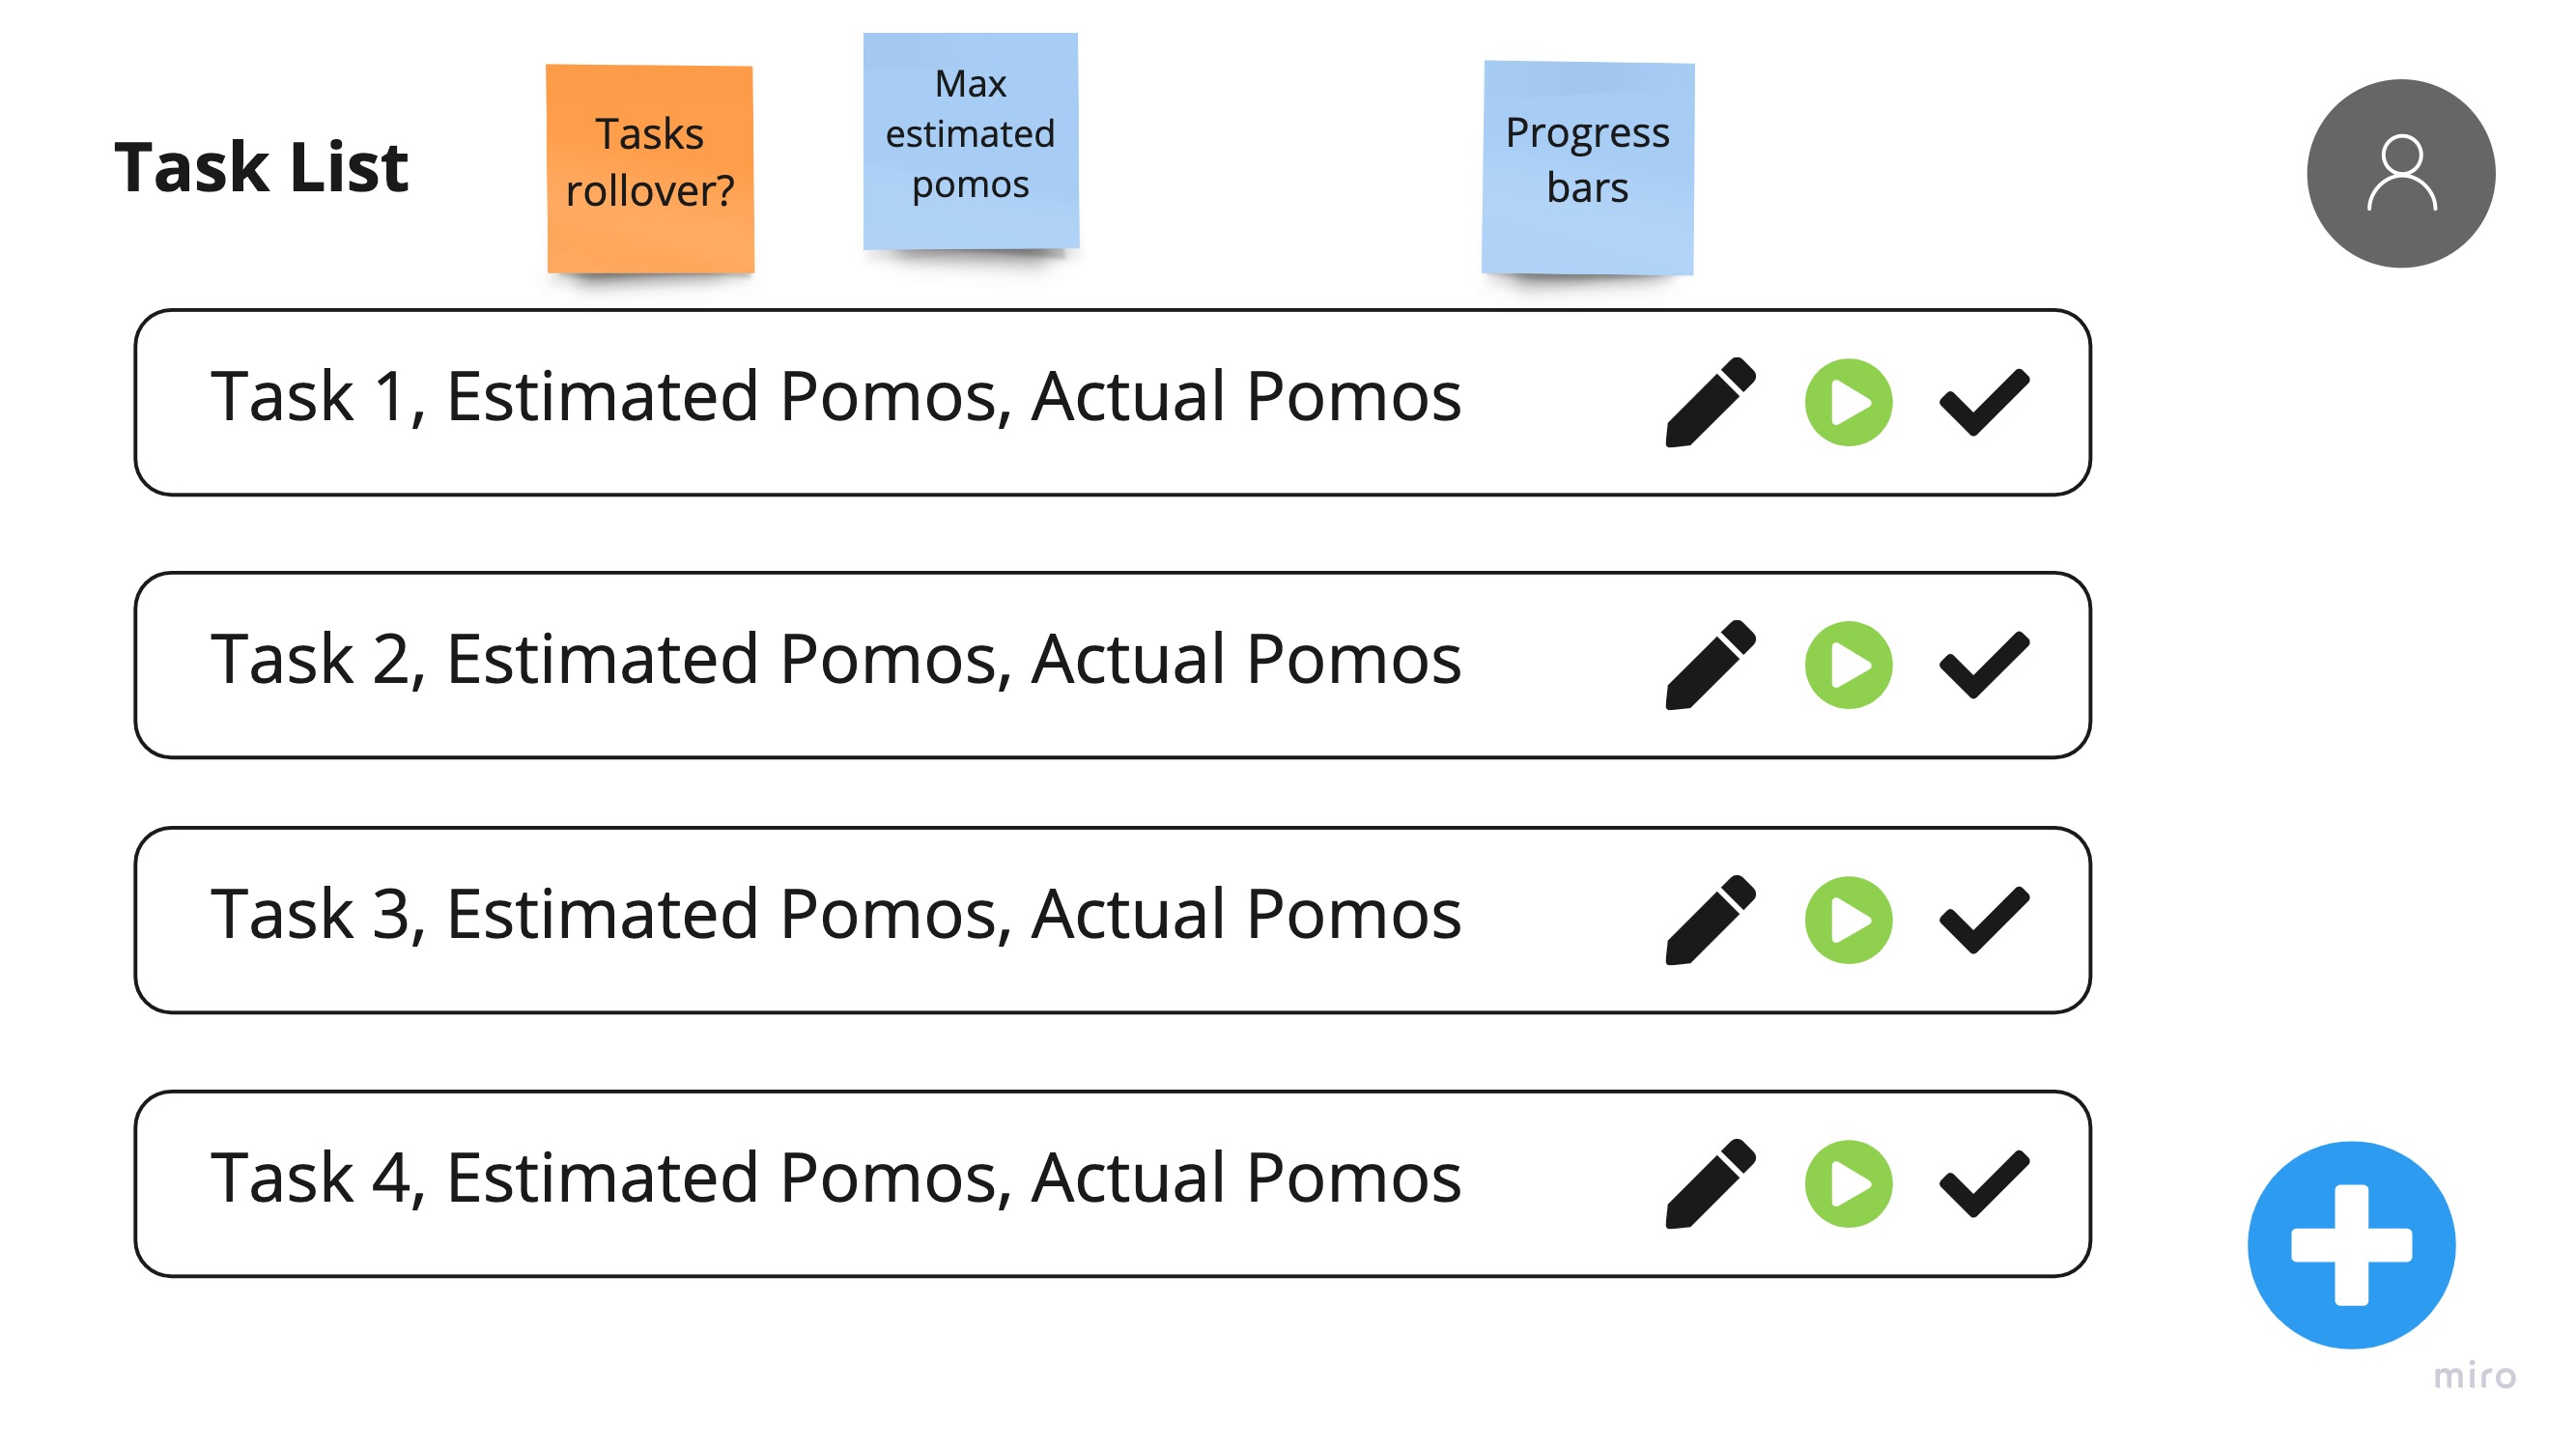 Task List
Tasks
rollover?
Max
estimated
pomos
Progress
bars
Task 1, Estimated Pomos, Actual Pomos
Task 2, Estimated Pomos, Actual Pomos
Task 3, Estimated Pomos, Actual Pomos
Task 4, Estimated Pomos, Actual Pomos
miro